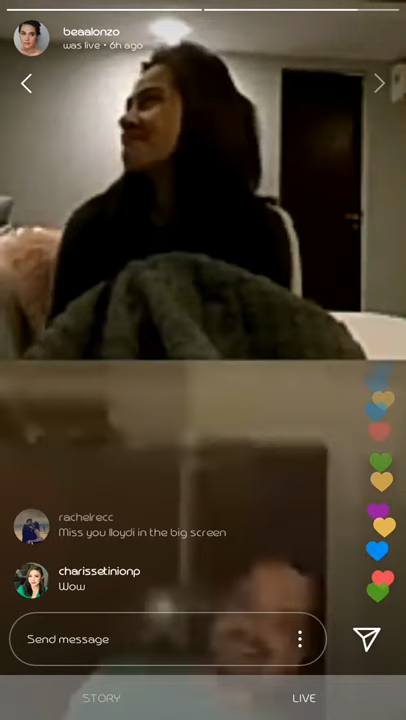 beaalonzo
was live • 6h ago
rachelrecc
Miss you lloydi in the big screen
charissetinionp
Wow
Send message
STORY
LIVE